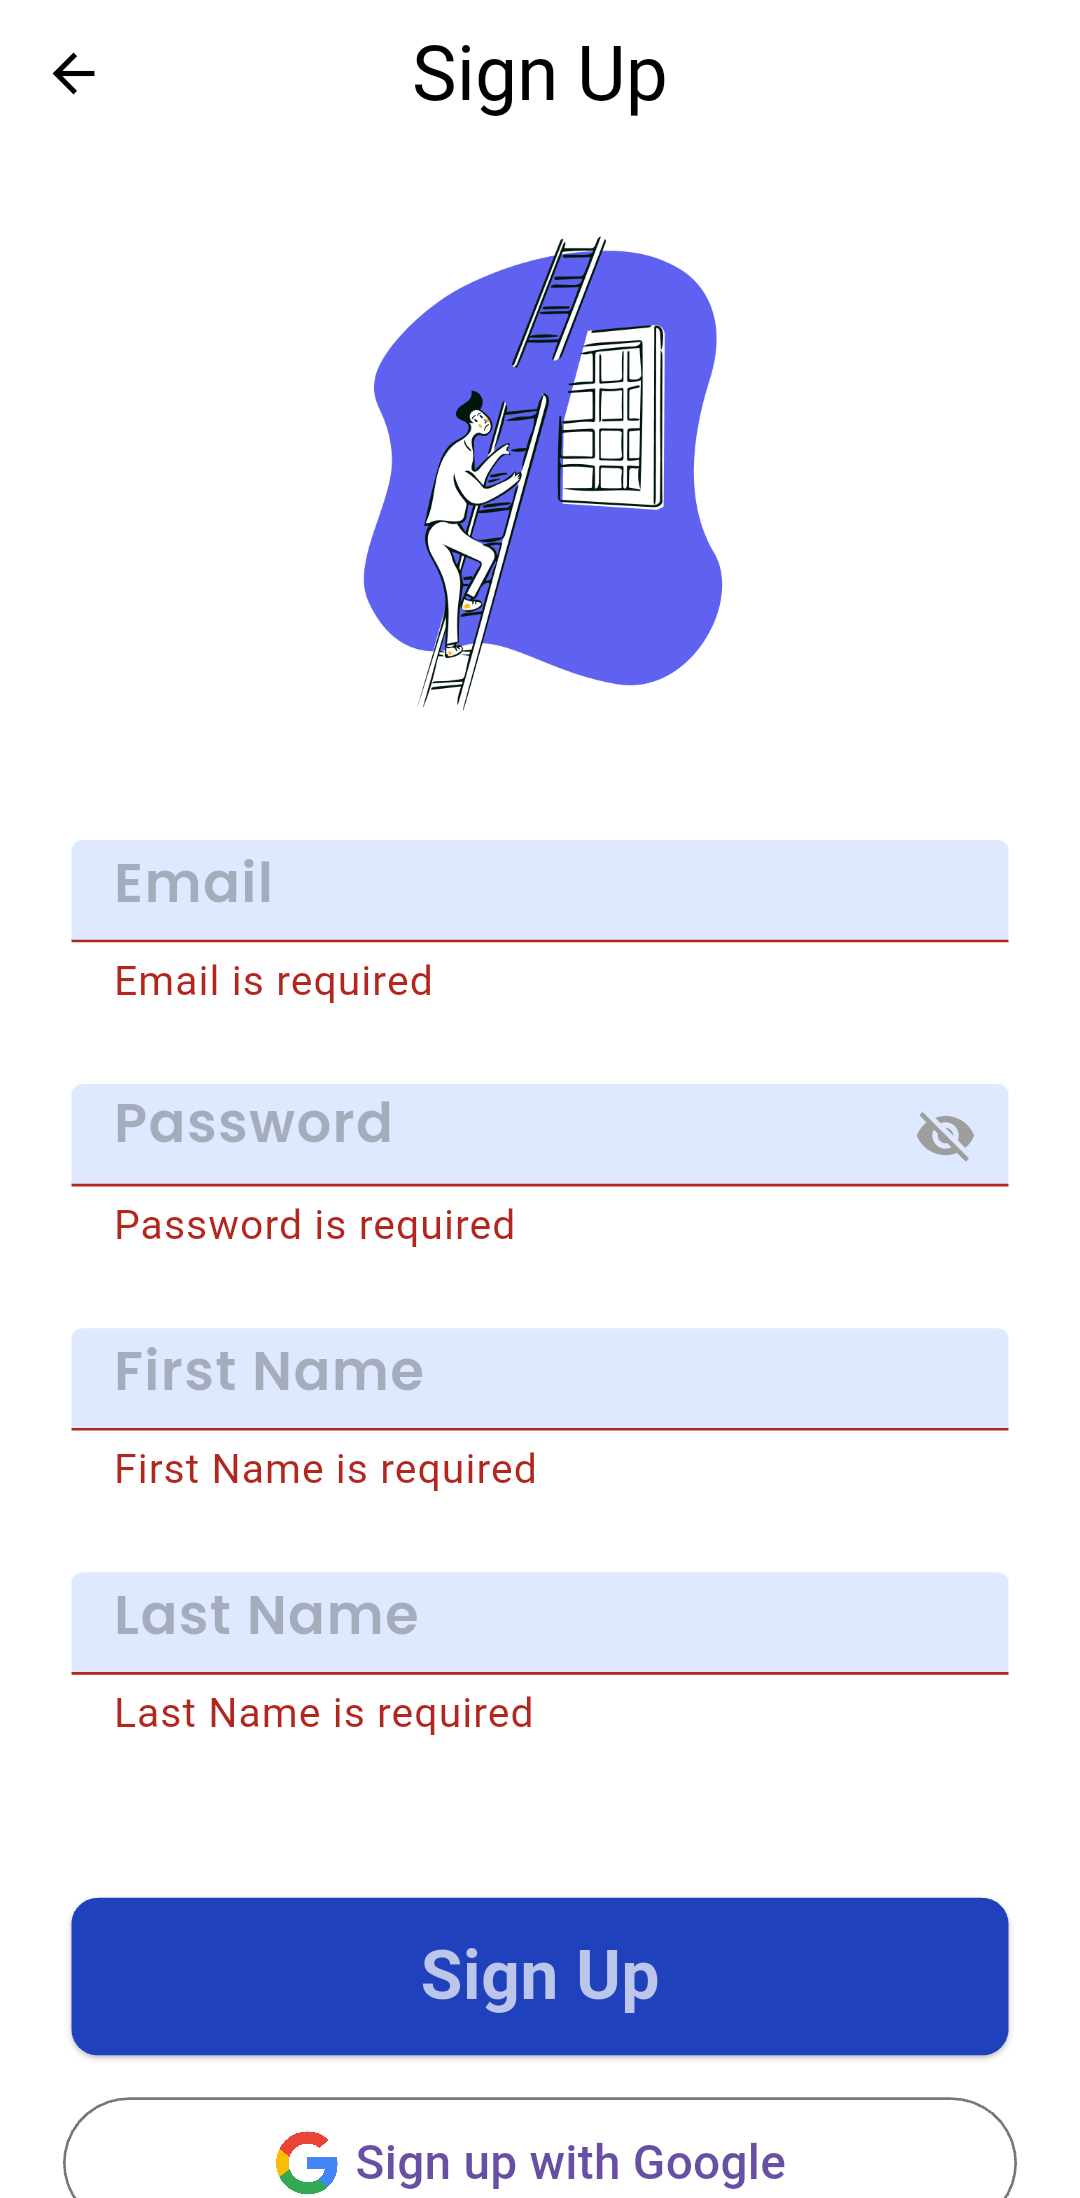 Sign Up
Email
Email is required
Password
Password is required
First Name
First Name is required
Last Name
Last Name is required
Sign Up
Sign up with Google